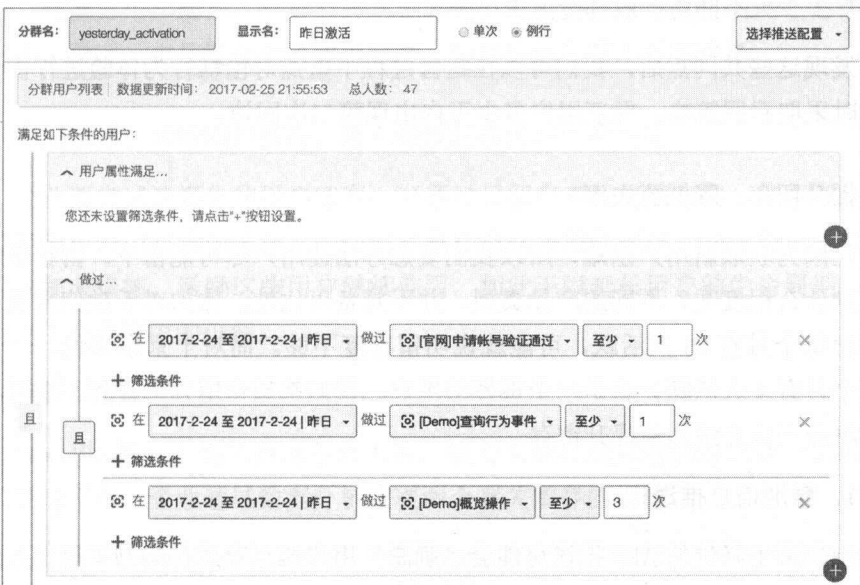 分群名： yesterday_activation 显示名： 昨日激活 单次 例行 选择推送配置
分群用户列表 数据更新时间： 2017-02-25 21:55:53 总人数： 47
满足如下条件的用户：
用户属性满足...
您还未设置筛选条件，请点击"+"按钮设置。
做过...
在 2017-2-24 至 2017-2-24 | 昨日 做过 [官网]申请帐号验证通过 至少 1 次
+ 筛选条件
且
且
在 2017-2-24 至 2017-2-24 | 昨日 做过 [Demo]查询行为事件 至少 1 次
+ 筛选条件
在 2017-2-24 至 2017-2-24 | 昨日 做过 [Demo]概览操作 至少 3 次
+ 筛选条件